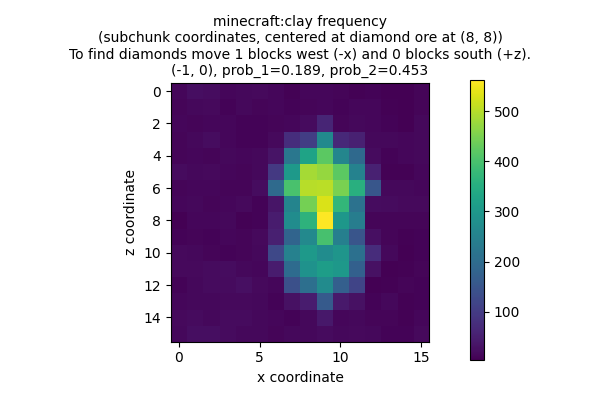 minecraft:clay frequency
(subchunk coordinates, centered at diamond ore at (8, 8))
To find diamonds move 1 blocks west (-x) and 0 blocks south (+z).
(-1, 0), prob_1=0.189, prob_2=0.453
0
2
4
6
8
10
12
14
z coordinate
0
5
10
15
x coordinate
500
400
300
200
100